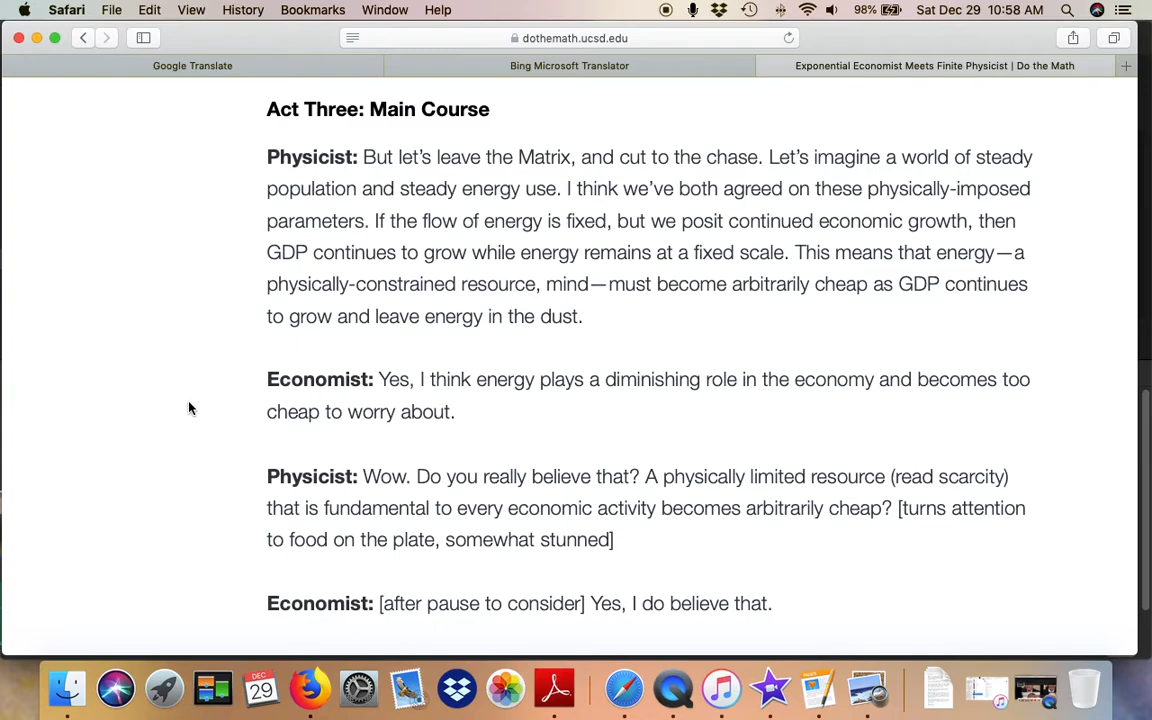 Safari File Edit View History Bookmarks Window Help 98% Sat Dec 29 10:58 AM
dothemath.ucsd.edu
Google Translate Bing Microsoft Translator Exponential Economist Meets Finite Physicist | Do the Math
Act Three: Main Course
Physicist: But let’s leave the Matrix, and cut to the chase. Let’s imagine a world of steady
population and steady energy use. I think we’ve both agreed on these physically-imposed
parameters. If the flow of energy is fixed, but we posit continued economic growth, then
GDP continues to grow while energy remains at a fixed scale. This means that energy—a
physically-constrained resource, mind—must become arbitrarily cheap as GDP continues
to grow and leave energy in the dust.
Economist: Yes, I think energy plays a diminishing role in the economy and becomes too
cheap to worry about.
Physicist: Wow. Do you really believe that? A physically limited resource (read scarcity)
that is fundamental to every economic activity becomes arbitrarily cheap? [turns attention
to food on the plate, somewhat stunned]
Economist: [after pause to consider] Yes, I do believe that.
DEC
29